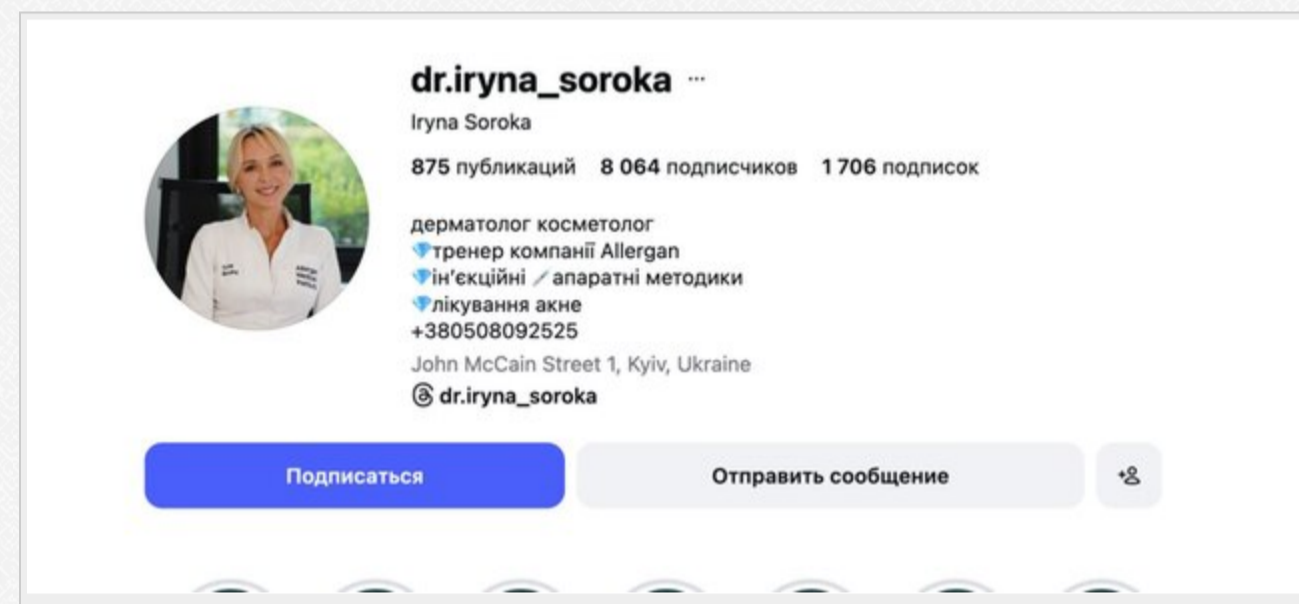 dr.iryna_soroka ...
Iryna Soroka
875 публикаций 8 064 подписчиков 1 706 подписок
дерматолог косметолог
💎тренер компанії Allergan
💎ін’єкційні 💉апаратні методики
💎лікування акне
+380508092525
John McCain Street 1, Kyiv, Ukraine
dr.iryna_soroka
Подписаться
Отправить сообщение